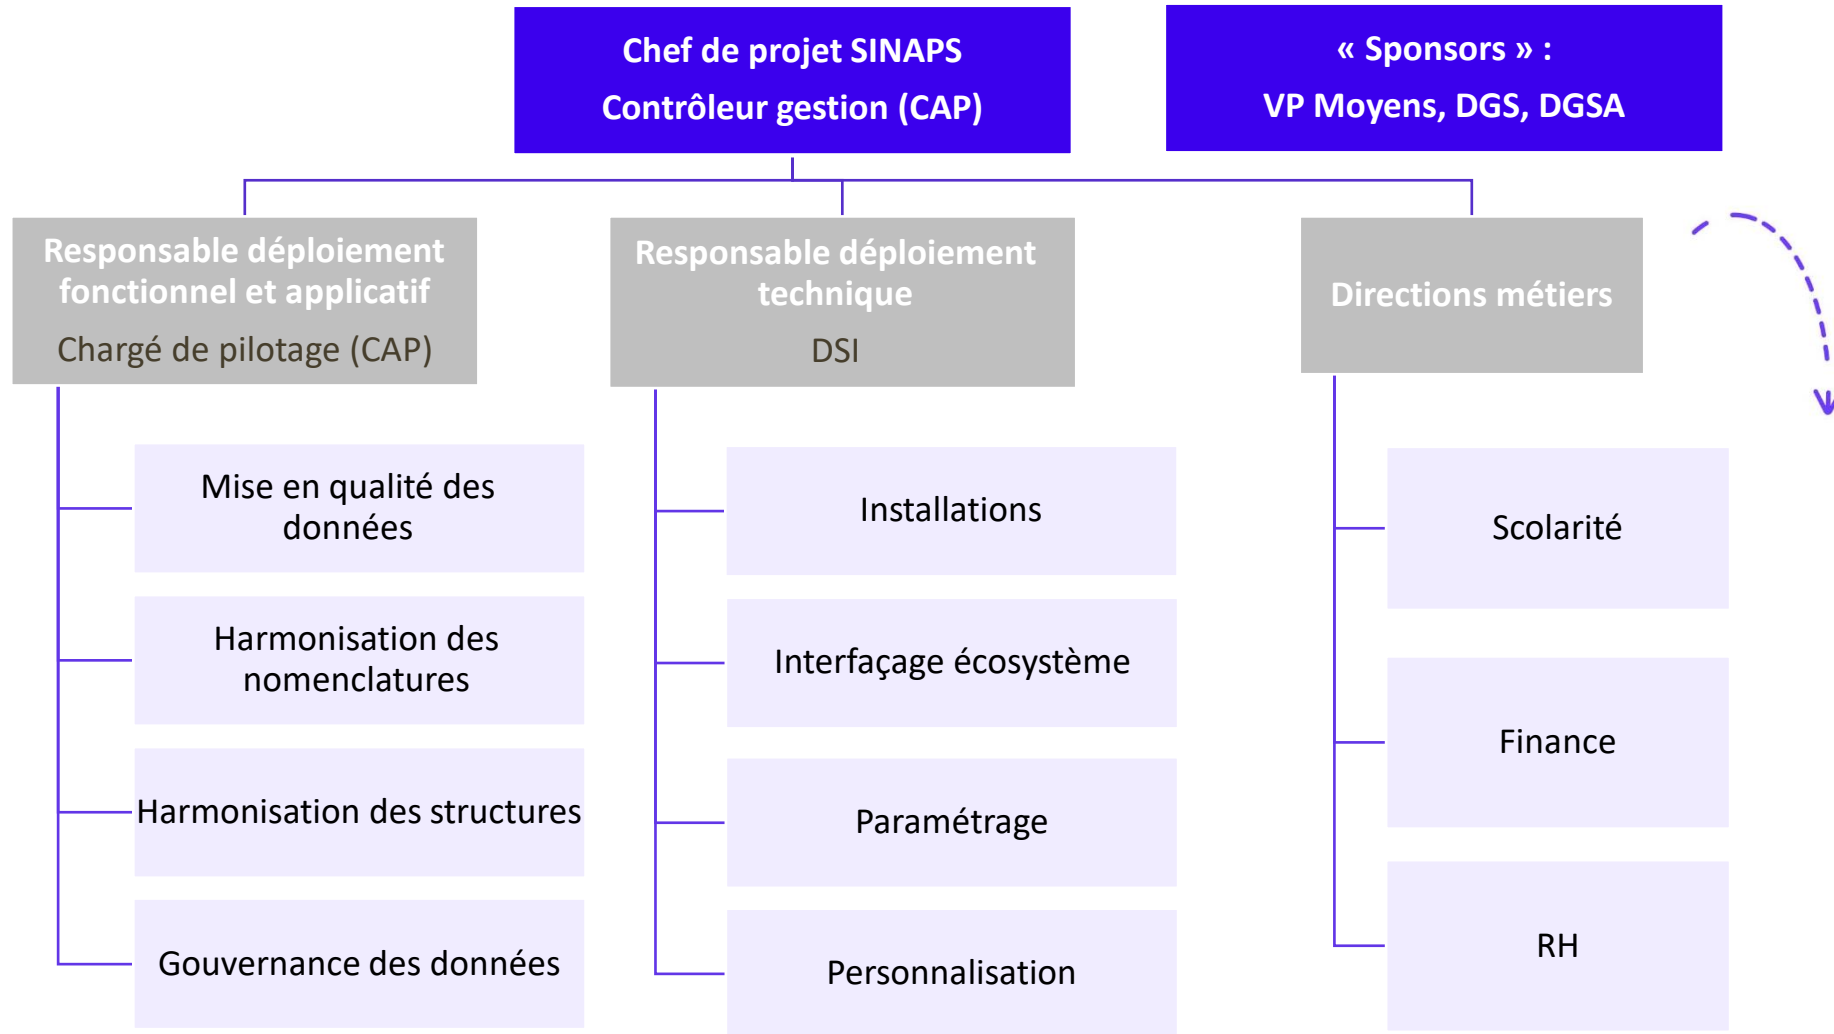 Chef de projet SINAPS
Contrôleur gestion (CAP)
« Sponsors » :
VP Moyens, DGS, DGSA
Responsable déploiement
fonctionnel et applicatif
Chargé de pilotage (CAP)
Responsable déploiement
technique
DSI
Directions métiers
Mise en qualité des
données
Harmonisation des
nomenclatures
Harmonisation des structures
Gouvernance des données
Installations
Interfaçage écosystème
Paramétrage
Personnalisation
Scolarité
Finance
RH